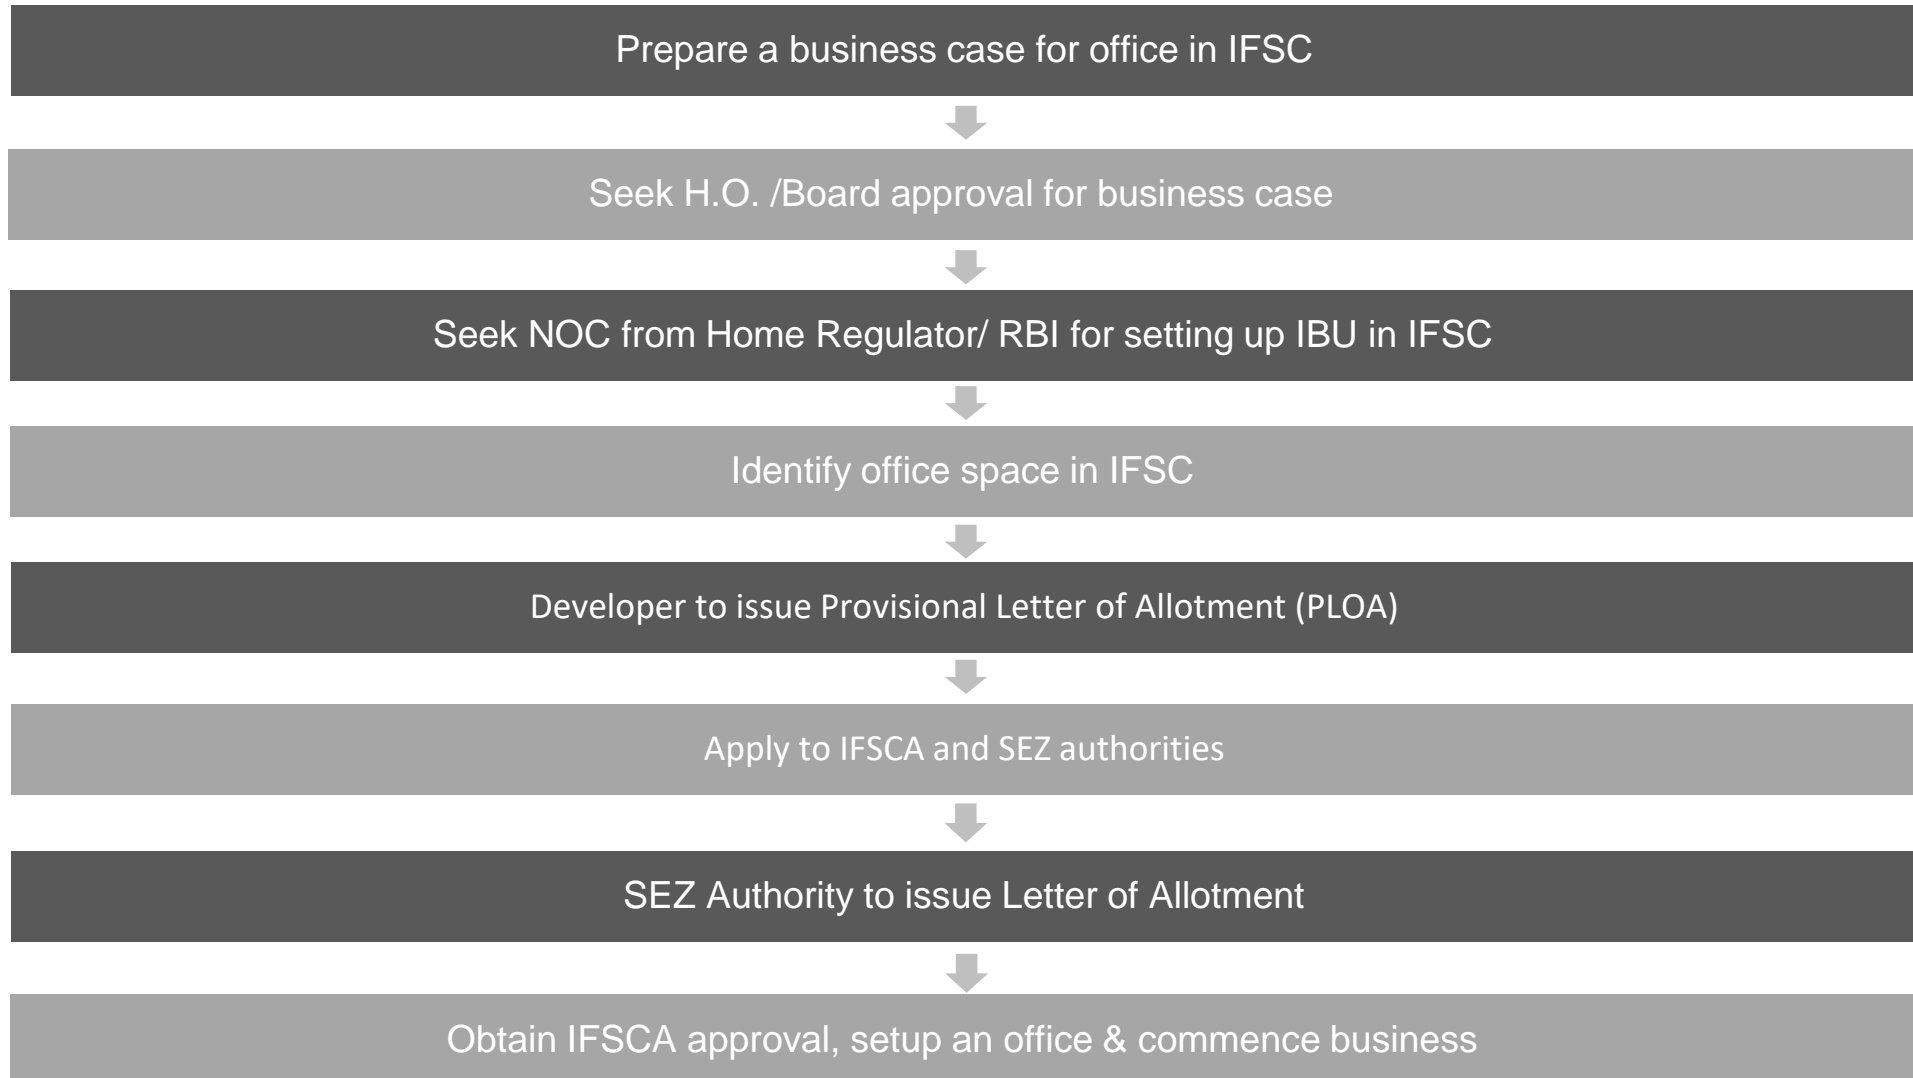 Prepare a business case for office in IFSC
Seek H.O. /Board approval for business case
Seek NOC from Home Regulator/ RBI for setting up IBU in IFSC
Identify office space in IFSC
Developer to issue Provisional Letter of Allotment (PLOA)
Apply to IFSCA and SEZ authorities
SEZ Authority to issue Letter of Allotment
Obtain IFSCA approval, setup an office & commence business